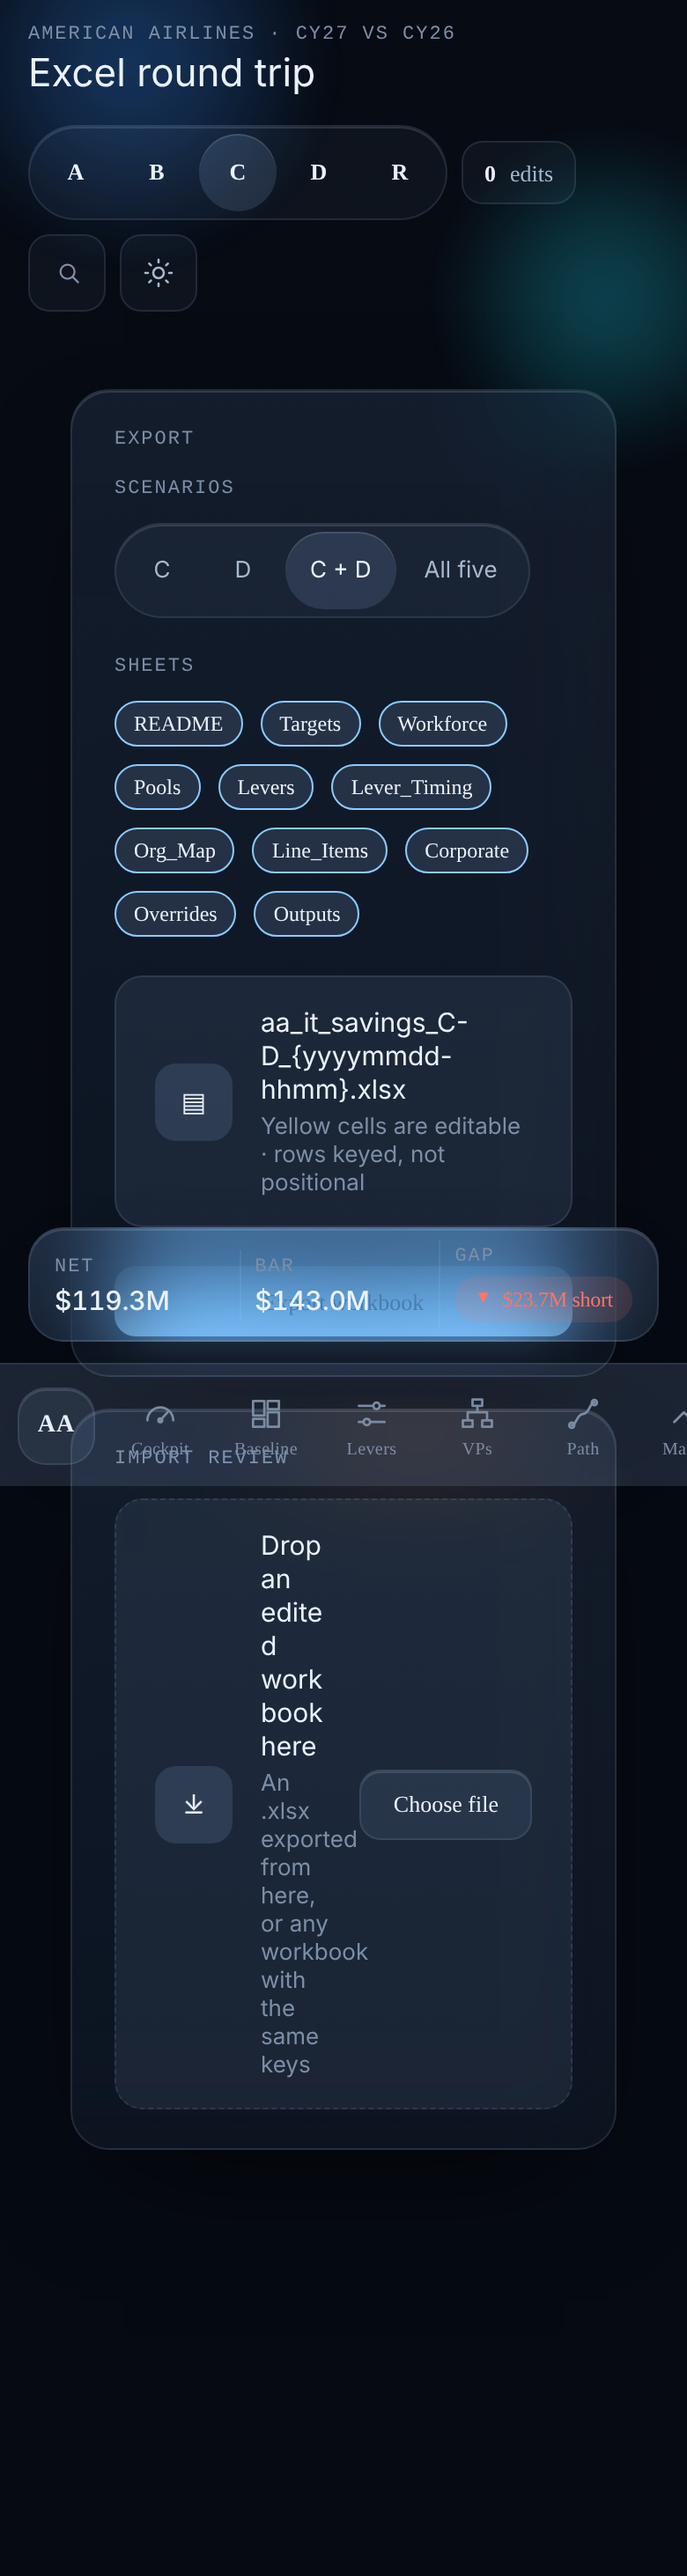 AMERICAN AIRLINES · CY27 VS CY26
Excel round trip
A B C D R
0 edits
EXPORT
SCENARIOS
C D C + D All five
SHEETS
README Targets Workforce
Pools Levers Lever_Timing
Org_Map Line_Items Corporate
Overrides Outputs
aa_it_savings_C-
D_{yyyymmdd-
hhmm}.xlsx
Yellow cells are editable
· rows keyed, not
positional
NET BAR GAP
$119.3M $143.0M ▼ $23.7M short
AA
Cockpit Baseline Levers VPs Path
IMPORT REVIEW
Drop
an
edite
d
work
book
here
An
.xlsx
exported
from
here,
or any
workbook
with
the
same
keys
Choose file